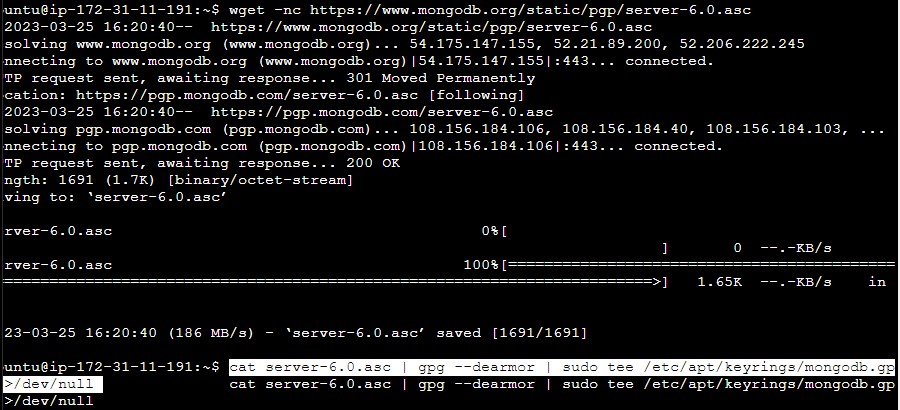 untu@ip-172-31-11-191:~$ wget -nc https://www.mongodb.org/static/pgp/server-6.0.asc
2023-03-25 16:20:40--  https://www.mongodb.org/static/pgp/server-6.0.asc
solving www.mongodb.org (www.mongodb.org)... 54.175.147.155, 52.21.89.200, 52.206.222.245
nnecting to www.mongodb.org (www.mongodb.org)|54.175.147.155|:443... connected.
TP request sent, awaiting response... 301 Moved Permanently
cation: https://pgp.mongodb.com/server-6.0.asc [following]
2023-03-25 16:20:40--  https://pgp.mongodb.com/server-6.0.asc
solving pgp.mongodb.com (pgp.mongodb.com)... 108.156.184.106, 108.156.184.40, 108.156.184.103, ...
nnecting to pgp.mongodb.com (pgp.mongodb.com)|108.156.184.106|:443... connected.
TP request sent, awaiting response... 200 OK
ngth: 1691 (1.7K) [binary/octet-stream]
ving to: ‘server-6.0.asc’
rver-6.0.asc 0%[
] 0 --.-KB/s
rver-6.0.asc 100%[===========================================
========================================================================>] 1.65K --.-KB/s in
23-03-25 16:20:40 (186 MB/s) - ‘server-6.0.asc’ saved [1691/1691]
untu@ip-172-31-11-191:~$ cat server-6.0.asc | gpg --dearmor | sudo tee /etc/apt/keyrings/mongodb.gp
>/dev/null cat server-6.0.asc | gpg --dearmor | sudo tee /etc/apt/keyrings/mongodb.gp
>/dev/null